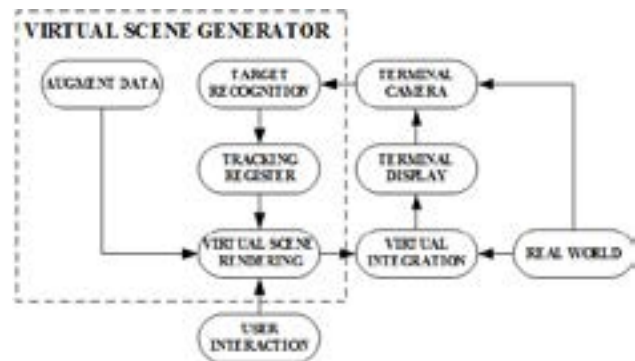 VIRTUAL SCENE GENERATOR
AUGMENT DATA
TARGET
RECOGNITION
TERMINAL
CAMERA
TRACKING
REGISTER
TERMINAL
DISPLAY
VIRTUAL SCENE
RENDERING
VIRTUAL
INTEGRATION
REAL WORLD
USER
INTERACTION